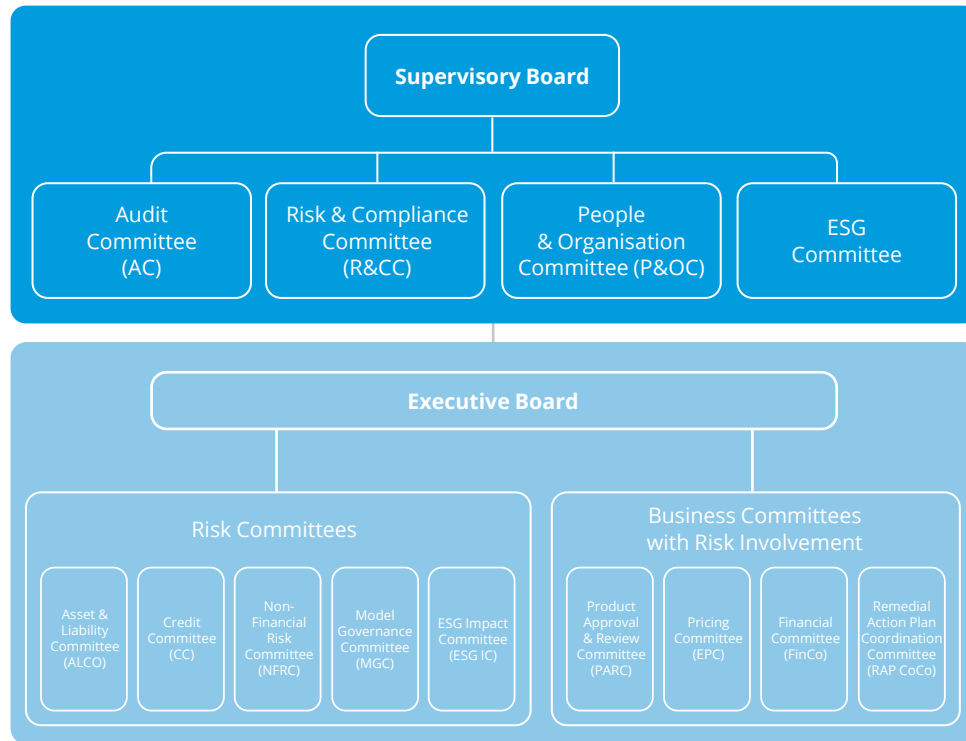 Supervisory Board
Audit
Committee
(AC)
Risk & Compliance
Committee
(R&CC)
People
& Organisation
Committee (P&OC)
ESG
Committee
Executive Board
Risk Committees
Asset &
Liability
Committee
(ALCO)
Credit
Committee
(CC)
Non-
Financial
Risk
Committee
(NFRC)
Model
Governance
Committee
(MGC)
ESG Impact
Committee
(ESG IC)
Business Committees
with Risk Involvement
Product
Approval
& Review
Committee
(PARC)
Pricing
Committee
(EPC)
Financial
Committee
(FinCo)
Remedial
Action Plan
Coordination
Committee
(RAP CoCo)